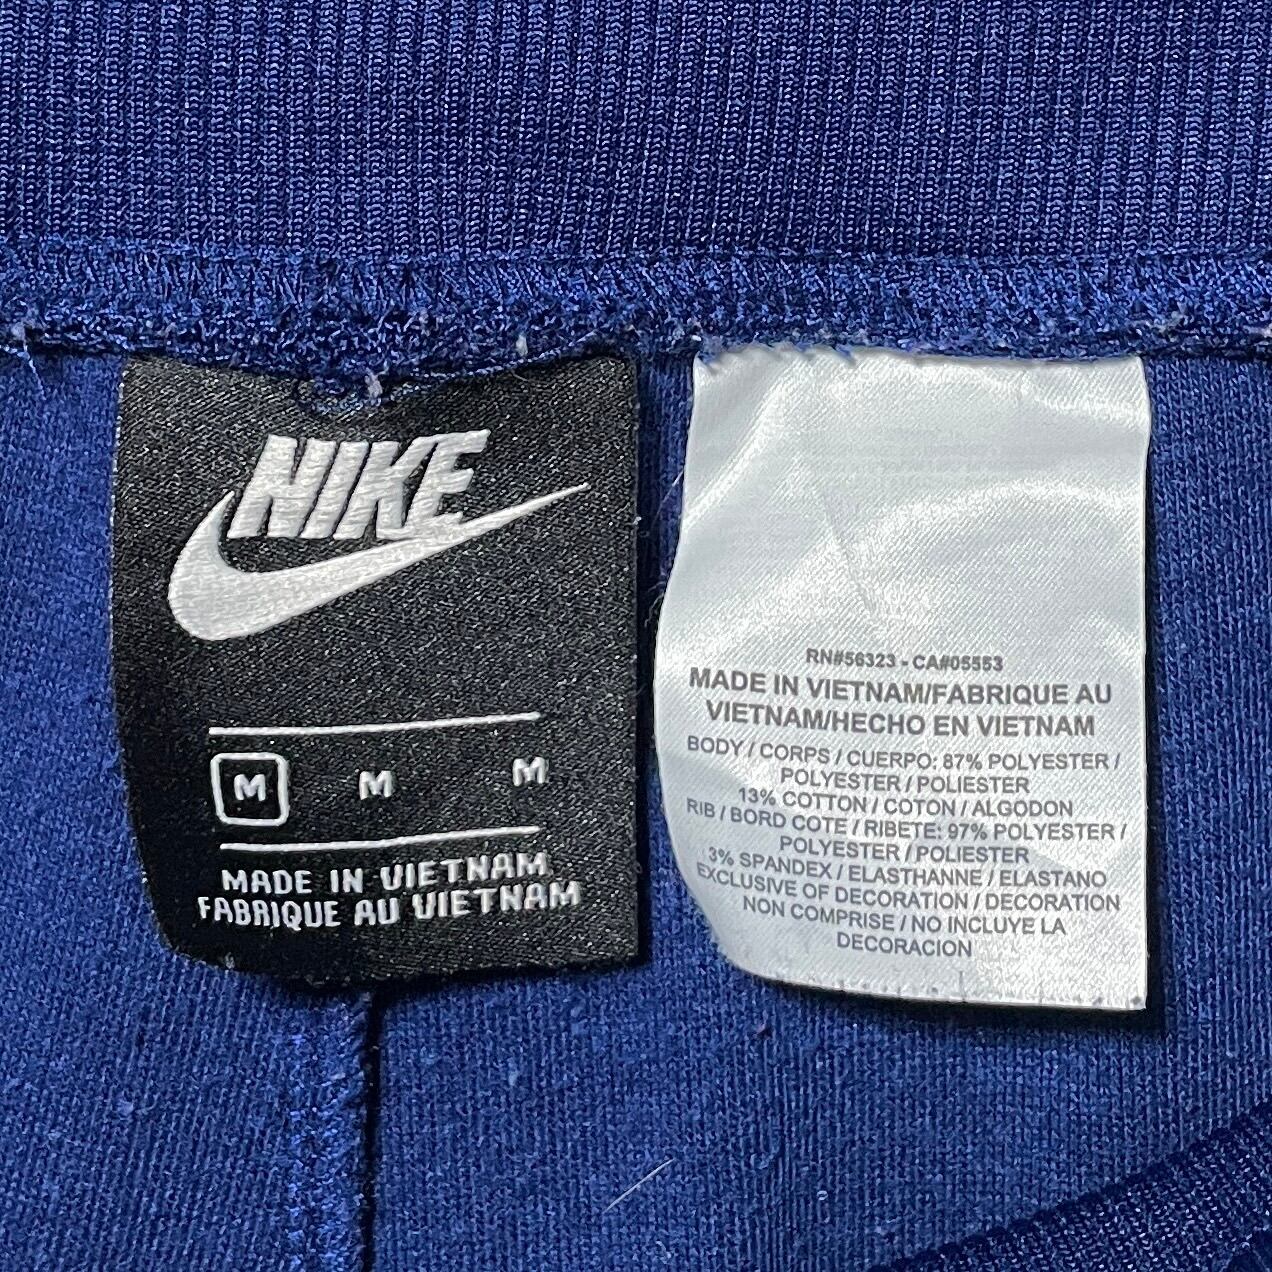 NIKE
M M M
MADE IN VIETNAM
FABRIQUE AU VIETNAM
RN#56323 - CA#05553
MADE IN VIETNAM/FABRIQUE AU
VIETNAM/HECHO EN VIETNAM
BODY / CORPS / CUERPO: 87% POLYESTER /
POLYESTER / POLIESTER
13% COTTON / COTON / ALGODON
RIB / BORD COTE / RIBETE: 97% POLYESTER /
POLYESTER / POLIESTER
3% SPANDEX / ELASTHANNE / ELASTANO
EXCLUSIVE OF DECORATION / DECORATION
NON COMPRISE / NO INCLUYE LA
DECORACION